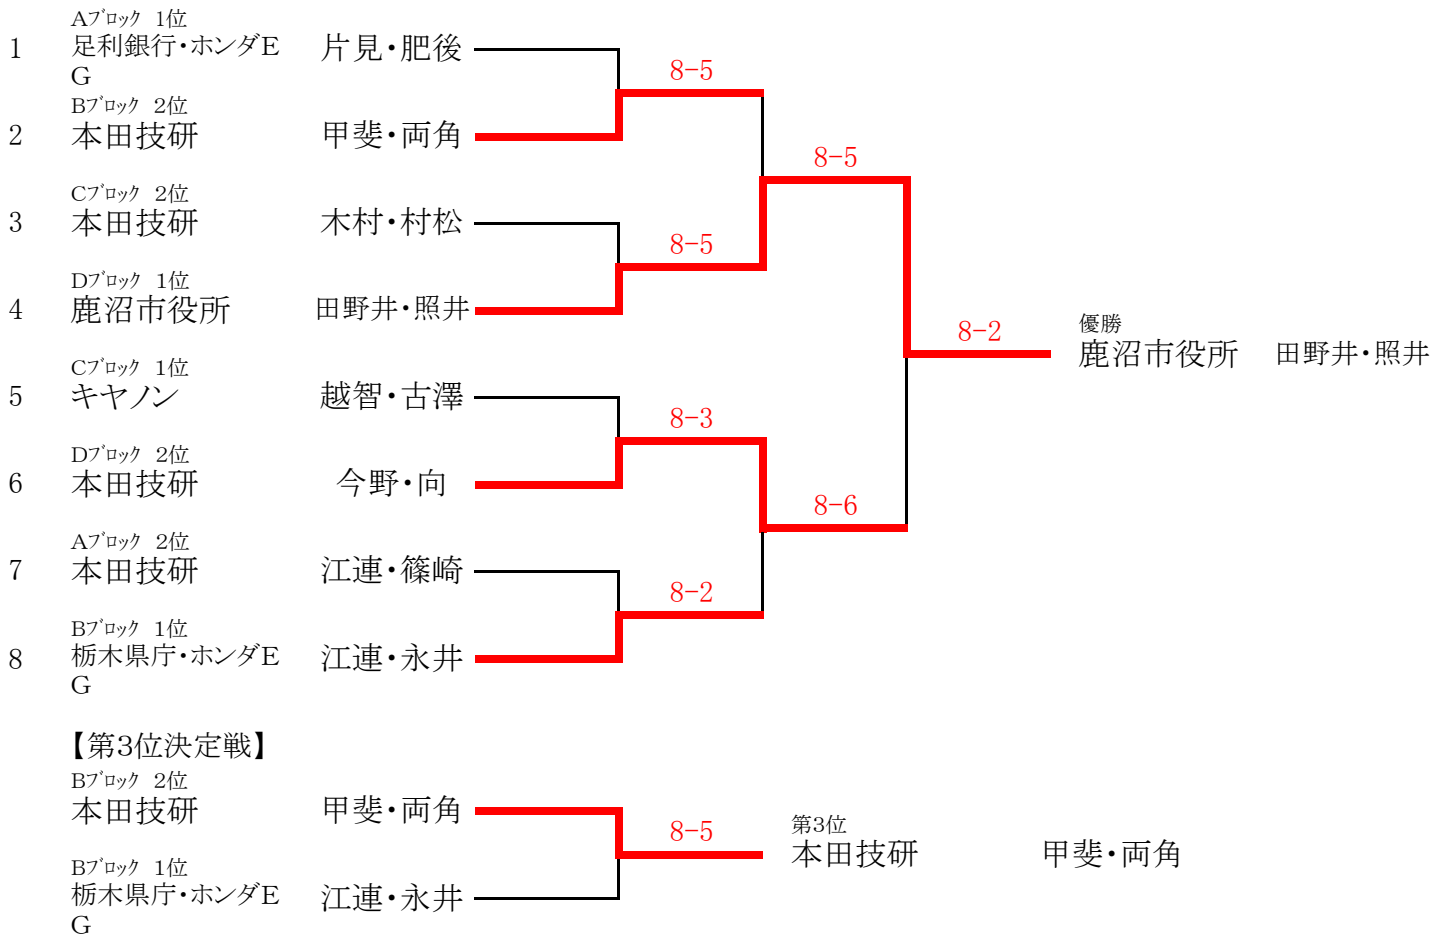 Aブロック 1位
1 足利銀行・ホンダE 片見・肥後
G
8-5
Bブロック 2位
2 本田技研 甲斐・両角
8-5
Cブロック 2位
3 本田技研 木村・村松
8-5
Dブロック 1位
4 鹿沼市役所 田野井・照井
8-2
優勝
鹿沼市役所 田野井・照井
Cブロック 1位
5 キヤノン 越智・古澤
8-3
Dブロック 2位
6 本田技研 今野・向
8-6
Aブロック 2位
7 本田技研 江連・篠崎
8-2
Bブロック 1位
8 栃木県庁・ホンダE 江連・永井
G
【第3位決定戦】
Bブロック 2位
本田技研 甲斐・両角
8-5
第3位
本田技研 甲斐・両角
Bブロック 1位
栃木県庁・ホンダE 江連・永井
G